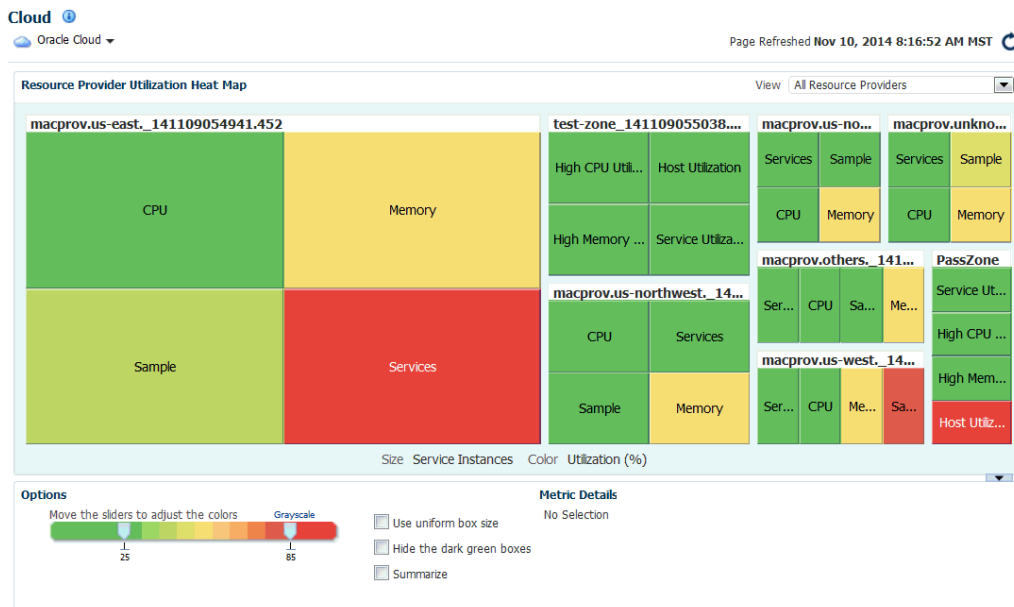 Cloud
Oracle Cloud
Page Refreshed Nov 10, 2014 8:16:52 AM MST
Resource Provider Utilization Heat Map
View All Resource Providers
macprov.us-east._141109054941.452
CPU
Memory
Sample
Services
test-zone_141109055038....
High CPU Utili...
Host Utilization
High Memory ...
Service Utiliza...
macprov.us-northwest._14...
CPU
Services
Sample
Memory
macprov.us-no...
Services
Sample
CPU
Memory
macprov.unkno...
Services
Sample
CPU
Memory
macprov.others._141...
Ser...
CPU
Sa...
Me...
macprov.us-west._14...
Ser...
CPU
Me...
Sa...
PassZone
Service Ut...
High CPU ...
High Mem...
Host Utiliz...
Size Service Instances Color Utilization (%)
Options
Move the sliders to adjust the colors
Grayscale
25
85
Use uniform box size
Hide the dark green boxes
Summarize
Metric Details
No Selection